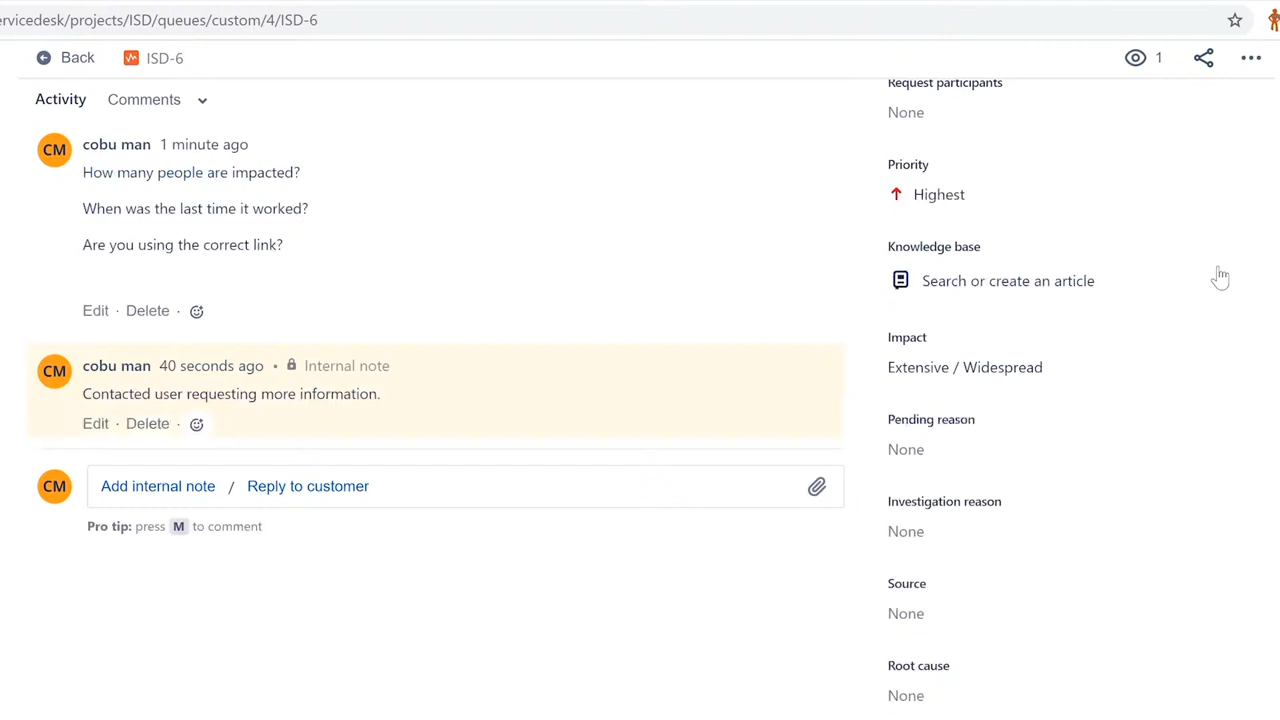 ervicedesk/projects/ISD/queues/custom/4/ISD-6
Back ISD-6 1
Activity Comments
CM cobu man 1 minute ago
How many people are impacted?
When was the last time it worked?
Are you using the correct link?
Edit · Delete ·
CM cobu man 40 seconds ago • Internal note
Contacted user requesting more information.
Edit · Delete ·
CM Add internal note / Reply to customer
Pro tip: press M to comment
Request participants
None
Priority
Highest
Knowledge base
Search or create an article
Impact
Extensive / Widespread
Pending reason
None
Investigation reason
None
Source
None
Root cause
None